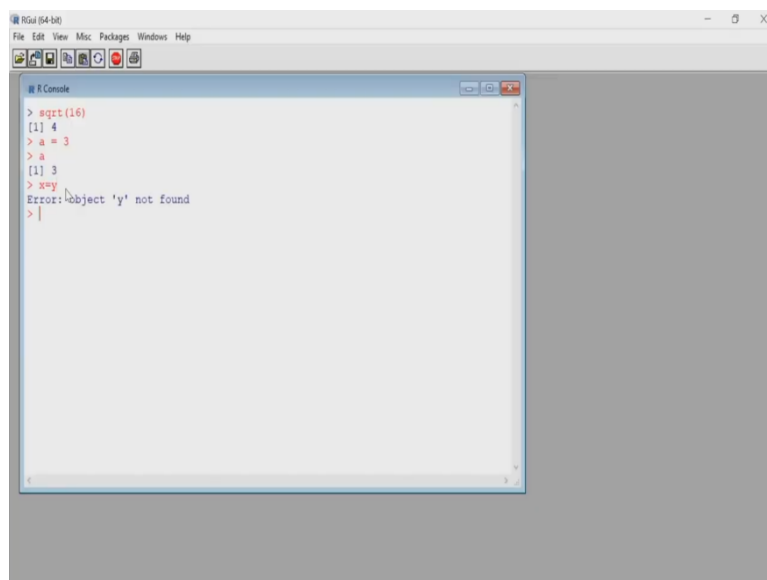 RGui (64-bit)
File Edit View Misc Packages Windows Help
STOP
R Console
> sqrt(16)
[1] 4
> a = 3
> a
[1] 3
> x=y
Error: object 'y' not found
>